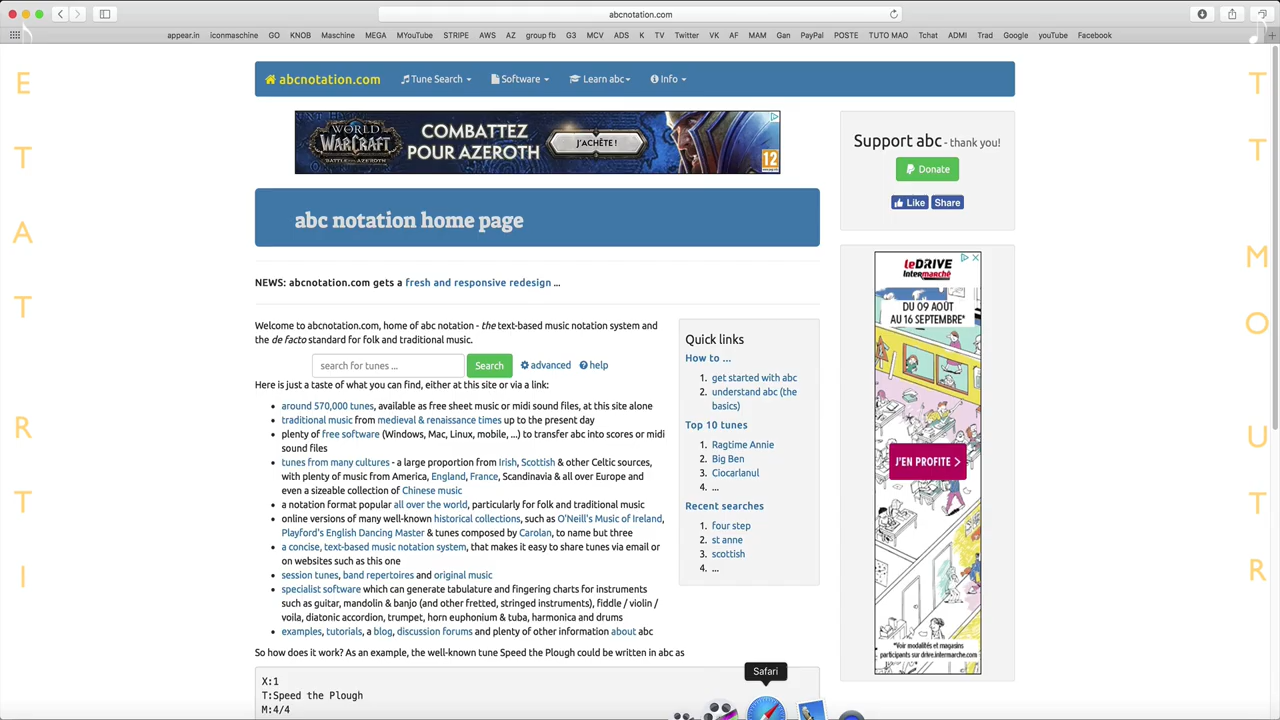 abcnotation.com
appear.in iconmaschine GO KNOB Maschine MEGA MYouTube STRIPE AWS AZ group fb G3 MCV ADS K TV Twitter VK AF MAM Gan PayPal POSTE TUTO MAO Tchat ADMI Trad Google youTube Facebook
abcnotation.com Tune Search Software Learn abc Info
WORLD WARCRAFT
COMBATTEZ
POUR AZEROTH
J'ACHÈTE !
12
Support abc - thank you!
Donate
Like Share
abc notation home page
NEWS: abcnotation.com gets a fresh and responsive redesign ...
Welcome to abcnotation.com, home of abc notation - the text-based music notation system and
the de facto standard for folk and traditional music.
search for tunes ... Search advanced help
Here is just a taste of what you can find, either at this site or via a link:
• around 570,000 tunes, available as free sheet music or midi sound files, at this site alone
• traditional music from medieval & renaissance times up to the present day
• plenty of free software (Windows, Mac, Linux, mobile, ...) to transfer abc into scores or midi
sound files
• tunes from many cultures - a large proportion from Irish, Scottish & other Celtic sources,
with plenty of music from America, England, France, Scandinavia & all over Europe and
even a sizeable collection of Chinese music
• a notation format popular all over the world, particularly for folk and traditional music
• online versions of many well-known historical collections, such as O'Neill's Music of Ireland,
Playford's English Dancing Master & tunes composed by Carolan, to name but three
• a concise, text-based music notation system, that makes it easy to share tunes via email or
on websites such as this one
• session tunes, band repertoires and original music
• specialist software which can generate tabulature and fingering charts for instruments
such as guitar, mandolin & banjo (and other fretted, stringed instruments), fiddle / violin /
voila, diatonic accordion, trumpet, horn euphonium & tuba, harmonica and drums
• examples, tutorials, a blog, discussion forums and plenty of other information about abc
So how does it work? As an example, the well-known tune Speed the Plough could be written in abc as
X:1
T:Speed the Plough
M:4/4
Quick links
How to ...
1. get started with abc
2. understand abc (the
basics)
Top 10 tunes
1. Ragtime Annie
2. Big Ben
3. Ciocarlanul
4. ...
Recent searches
1. four step
2. st anne
3. scottish
4. ...
leDRIVE
Intermarché
DU 09 AOÛT
AU 16 SEPTEMBRE*
J'EN PROFITE >
*Voir modalités et magasins
participants sur drive.intermarche.com
Safari
E
T
A
T
R
T
I
T
T
M
O
U
T
R